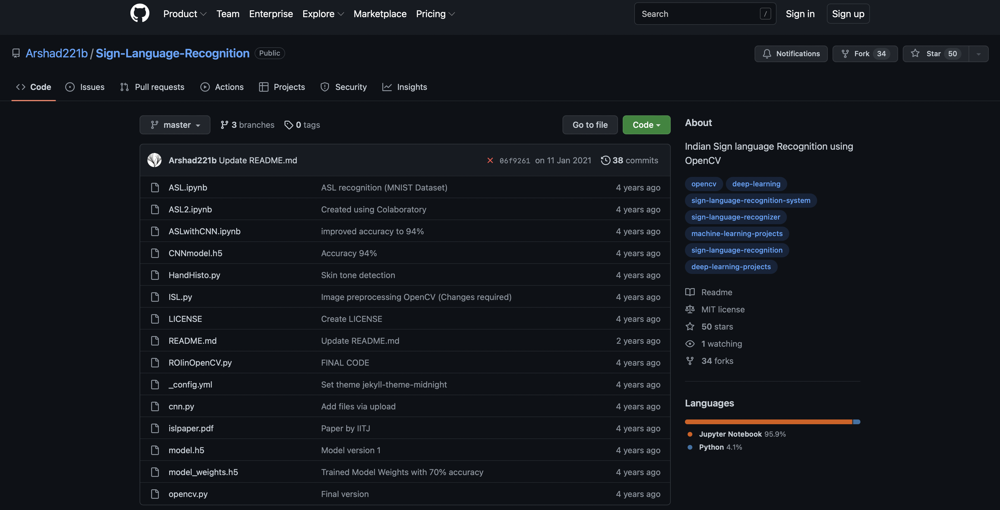 Product Team Enterprise Explore Marketplace Pricing Search / Sign in Sign up
Arshad221b / Sign-Language-Recognition Public Notifications Fork 34 Star 50
Code Issues Pull requests Actions Projects Security Insights
master 3 branches 0 tags Go to file Code
Arshad221b Update README.md 06f9261 on 11 Jan 2021 38 commits
ASL.ipynb ASL recognition (MNIST Dataset) 4 years ago
ASL2.ipynb Created using Colaboratory 4 years ago
ASLwithCNN.ipynb improved accuracy to 94% 4 years ago
CNNmodel.h5 Accuracy 94% 4 years ago
HandHisto.py Skin tone detection 4 years ago
ISL.py Image preprocessing OpenCV (Changes required) 4 years ago
LICENSE Create LICENSE 4 years ago
README.md Update README.md 2 years ago
ROIinOpenCV.py FINAL CODE 4 years ago
_config.yml Set theme jekyll-theme-midnight 4 years ago
cnn.py Add files via upload 4 years ago
islpaper.pdf Paper by IITJ 4 years ago
model.h5 Model version 1 4 years ago
model_weights.h5 Trained Model Weights with 70% accuracy 4 years ago
opencv.py Final version 4 years ago
About
Indian Sign language Recognition using
OpenCV
opencv deep-learning
sign-language-recognition-system
sign-language-recognizer
machine-learning-projects
sign-language-recognition
deep-learning-projects
Readme
MIT license
50 stars
1 watching
34 forks
Languages
Jupyter Notebook 95.9%
Python 4.1%